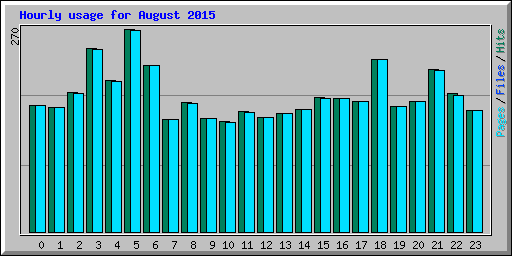 Hourly usage for August 2015
270
Pages/Files/Hits
0 1 2 3 4 5 6 7 8 9 10 11 12 13 14 15 16 17 18 19 20 21 22 23